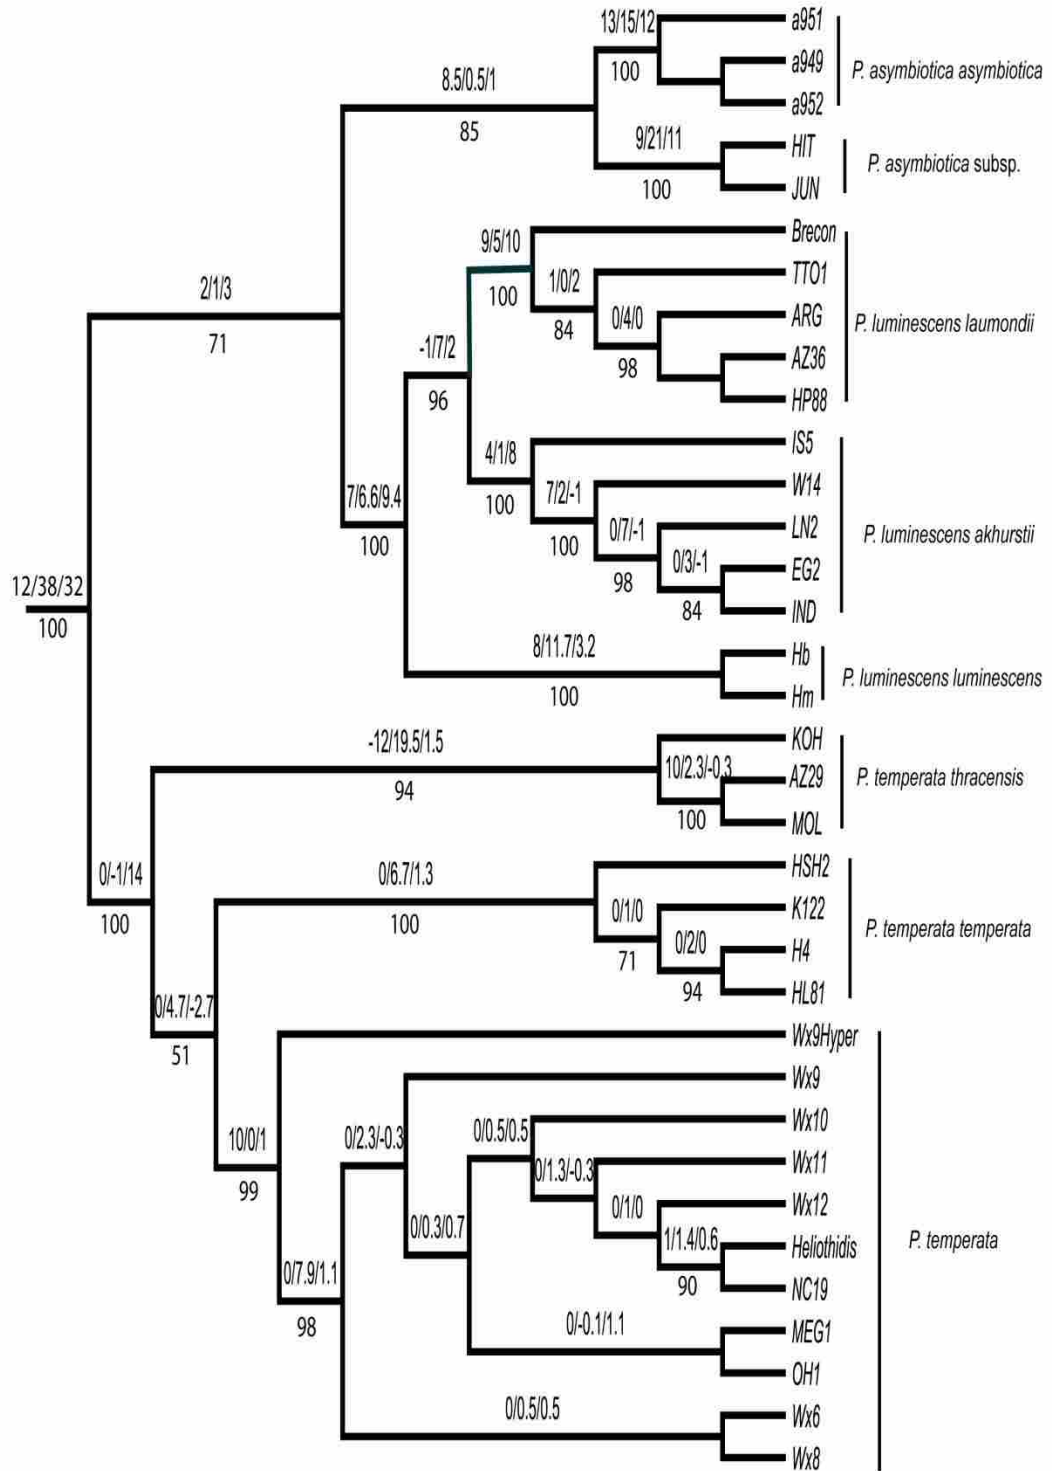 13/15/12
a951
100
a949
P. asymbiotica asymbiotica
8.5/0.5/1
a952
85
9/21/11
HIT
P. asymbiotica subsp.
100
JUN
9/5/10
Brecon
2/1/3
100
1/0/2
TTO1
71
84
0/4/0
ARG
P. luminescens laumondii
-1/7/2
98
AZ36
96
HP88
4/1/8
IS5
7/6.6/9.4
100
7/2/-1
W14
100
100
0/7/-1
LN2
P. luminescens akhurstii
98
0/3/-1
EG2
12/38/32
84
IND
100
8/11.7/3.2
Hb
100
Hm
P. luminescens luminescens
-12/19.5/1.5
KOH
94
10/2.3/-0.3
AZ29
P. temperata thracensis
100
MOL
0/-1/14
0/6.7/1.3
HSH2
100
100
0/1/0
K122
P. temperata temperata
71
0/2/0
H4
94
HL81
0/4.7/-2.7
51
Wx9Hyper
Wx9
10/0/1
0/2.3/-0.3
0/0.5/0.5
Wx10
99
0/1.3/-0.3
Wx11
0/0.3/0.7
0/1/0
Wx12
P. temperata
0/7.9/1.1
1/1.4/0.6
Heliothidis
98
90
NC19
0/-0.1/1.1
MEG1
OH1
0/0.5/0.5
Wx6
Wx8